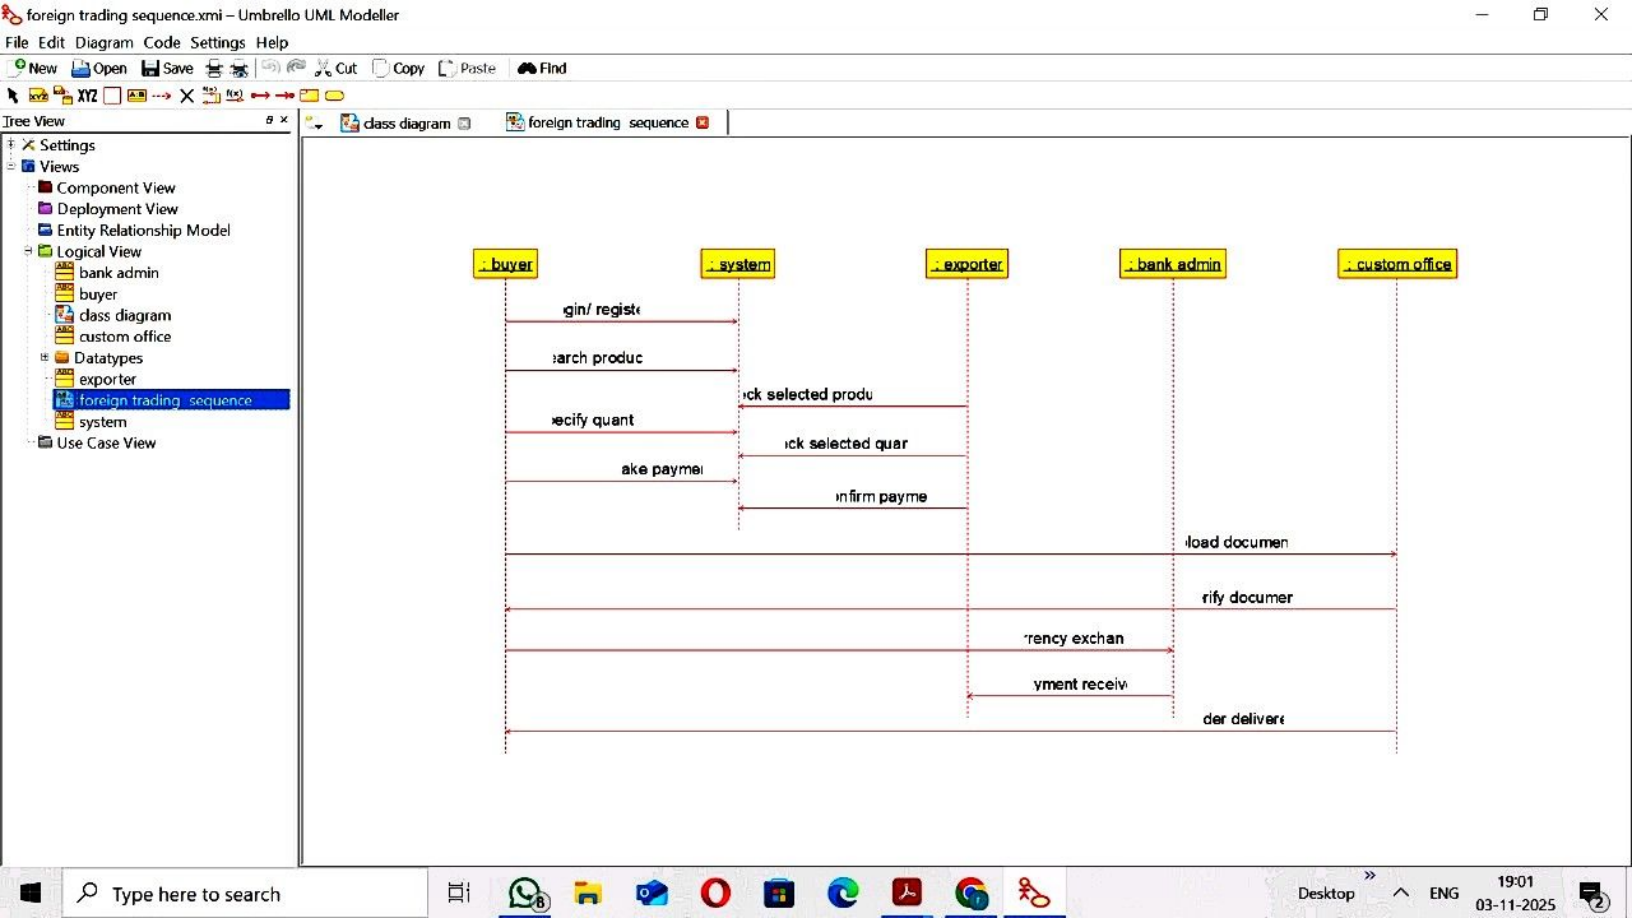 foreign trading sequence.xmi – Umbrello UML Modeller
File Edit Diagram Code Settings Help
New Open Save Cut Copy Paste Find
XYZ
Tree View
class diagram
foreign trading sequence
Settings
Views
Component View
Deployment View
Entity Relationship Model
Logical View
bank admin
buyer
class diagram
custom office
Datatypes
exporter
foreign trading sequence
system
Use Case View
: buyer
: system
: exporter
: bank admin
: custom office
gin/ registe
earch produc
ck selected produ
ecify quant
ck selected quar
ake paymer
nfirm payme
load documen
rify documer
rency exchan
yment receiv
der delivere
Type here to search
Desktop
ENG
19:01
03-11-2025
2